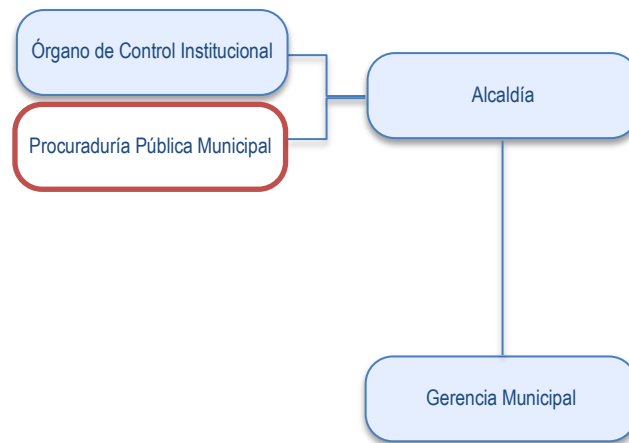 Órgano de Control Institucional
Alcaldía
Procuraduría Pública Municipal
Gerencia Municipal